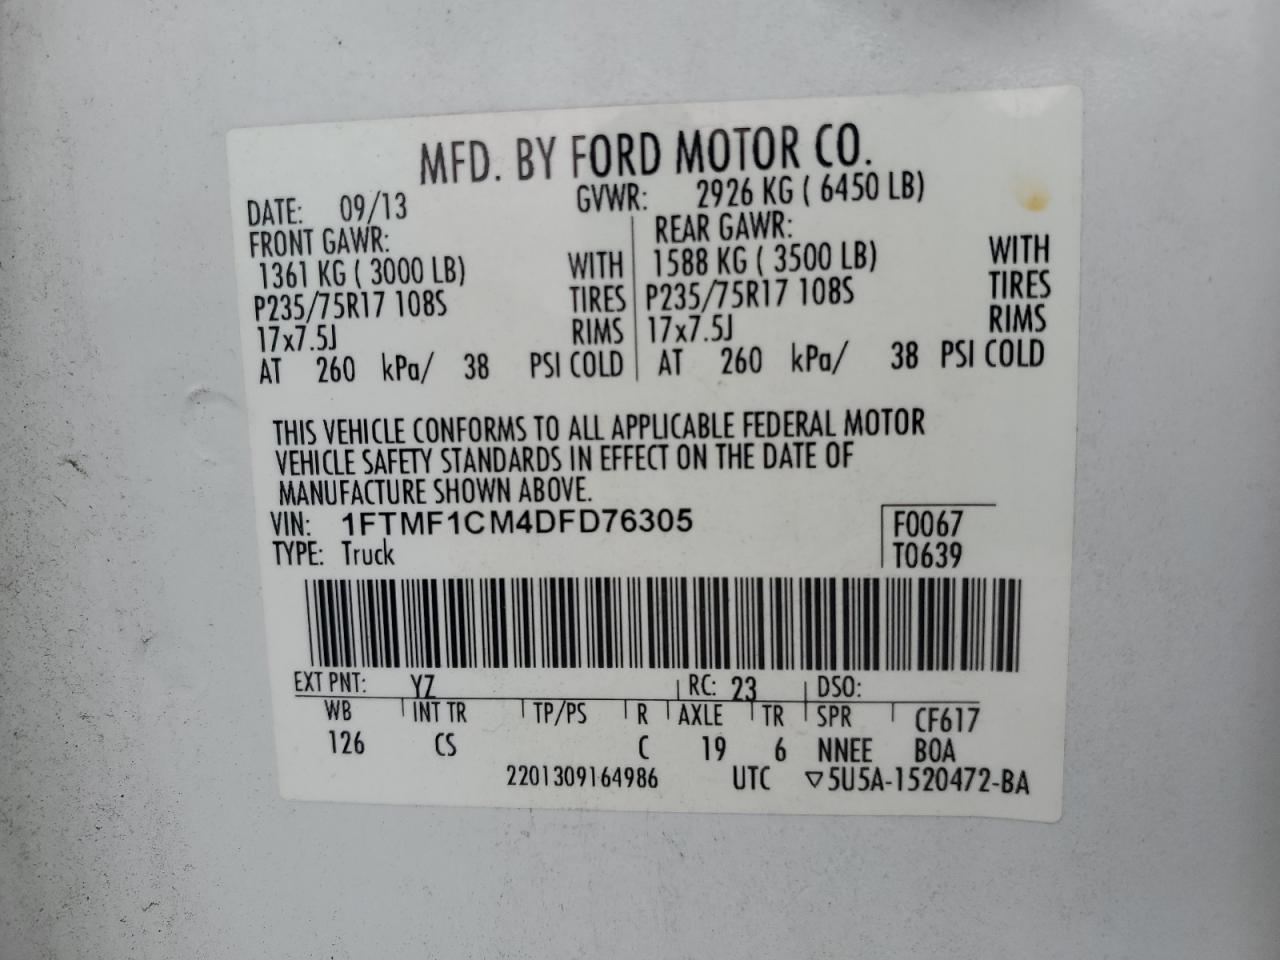 MFD. BY FORD MOTOR CO.
DATE: 09/13 GVWR: 2926 KG ( 6450 LB)
FRONT GAWR: REAR GAWR:
1361 KG ( 3000 LB) WITH 1588 KG ( 3500 LB) WITH
P235/75R17 108S TIRES P235/75R17 108S TIRES
17x7.5J RIMS 17x7.5J RIMS
AT 260 kPa/ 38 PSI COLD AT 260 kPa/ 38 PSI COLD
THIS VEHICLE CONFORMS TO ALL APPLICABLE FEDERAL MOTOR
VEHICLE SAFETY STANDARDS IN EFFECT ON THE DATE OF
MANUFACTURE SHOWN ABOVE.
VIN: 1FTMF1CM4DFD76305 F0067
TYPE: Truck T0639
EXT PNT: YZ RC: 23 DSO:
WB INT TR TP/PS R AXLE TR SPR CF617
126 CS C 19 6 NNEE BOA
2201309164986 UTC ▽5U5A-1520472-BA